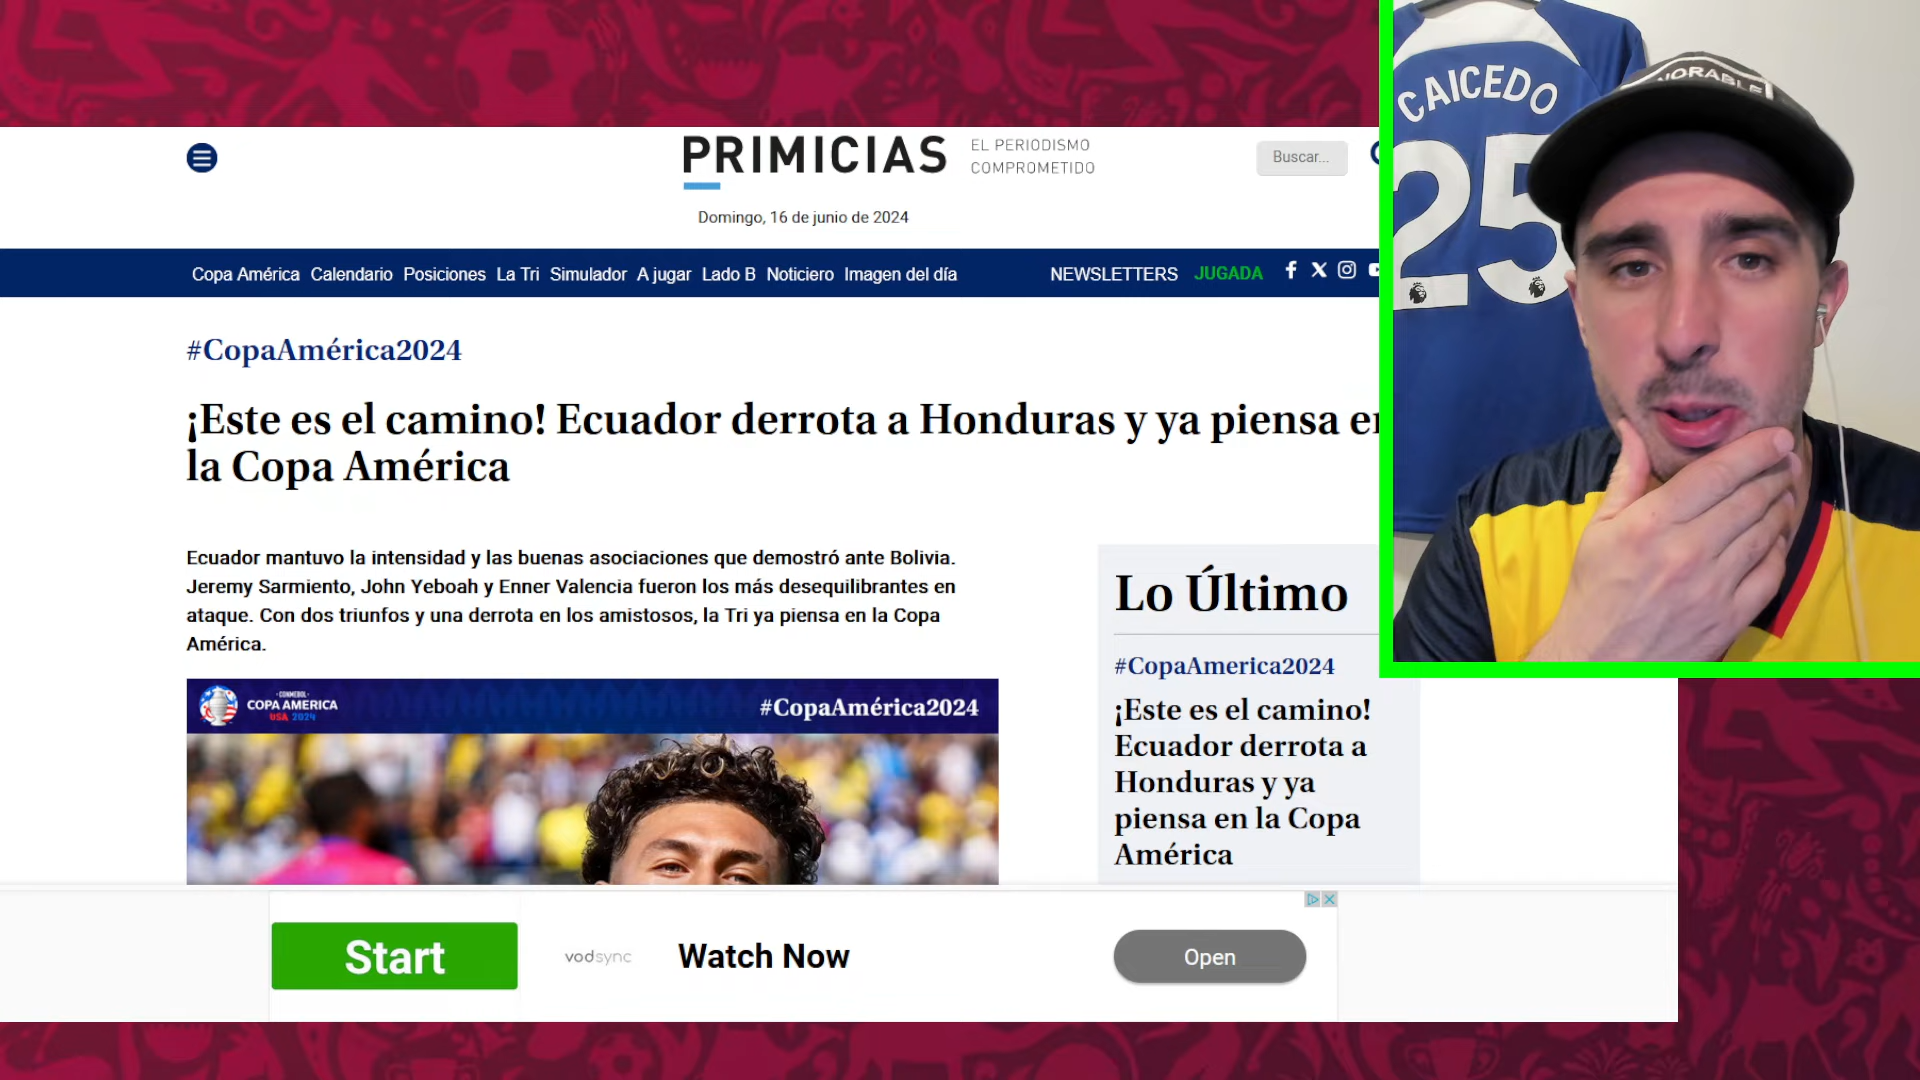 PRIMICIAS
EL PERIODISMO
COMPROMETIDO
Buscar...
Domingo, 16 de junio de 2024
Copa América Calendario Posiciones La Tri Simulador A jugar Lado B Noticiero Imagen del día NEWSLETTERS JUGADA
#CopaAmérica2024
¡Este es el camino! Ecuador derrota a Honduras y ya piensa en
la Copa América
Ecuador mantuvo la intensidad y las buenas asociaciones que demostró ante Bolivia.
Jeremy Sarmiento, John Yeboah y Enner Valencia fueron los más desequilibrantes en
ataque. Con dos triunfos y una derrota en los amistosos, la Tri ya piensa en la Copa
América.
CONMEBOL
COPA AMERICA
USA 2024
#CopaAmérica2024
Lo Último
#CopaAmerica2024
¡Este es el camino!
Ecuador derrota a
Honduras y ya
piensa en la Copa
América
Start
vodsync
Watch Now
Open
CAICEDO
25